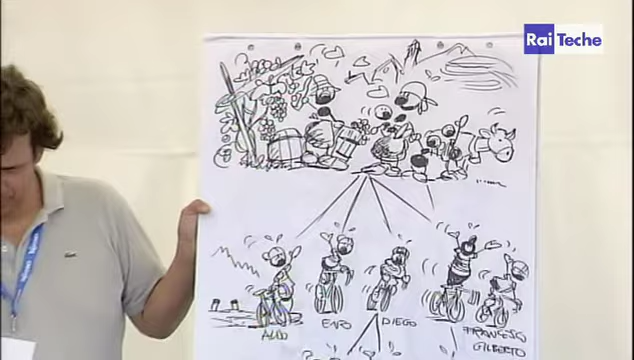 Rai Teche
ALDO
ENZO
DIEGO
FRANCESCO
GILBERTO